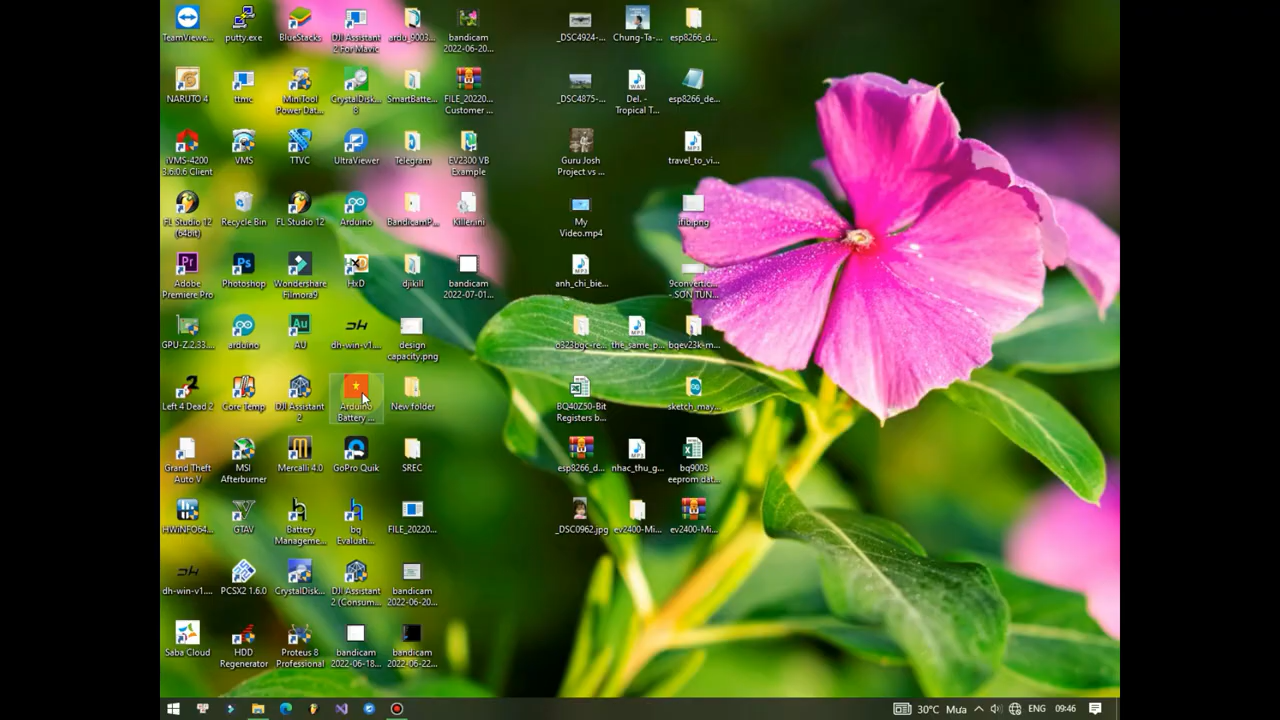 TeamViewe...
putty.exe
BlueStacks
DJI Assistant
2 For Mavic
ardu_9003...
bandicam
2022-06-20...
_DSC4924-...
Chung-Ta-...
esp8266_d...
NARUTO 4
ttmc
MiniTool
Power Dat...
CrystalDisk...
8
SmartBatte...
FILE_20220...
Customer ...
_DSC4875-...
Del. -
Tropical T...
esp8266_de...
iVMS-4200
3.6.0.6 Client
VMS
TTVC
UltraViewer
Telegram
EV2300 VB
Example
Guru Josh
Project vs ...
travel_to_vi...
FL Studio 12
(64bit)
Recycle Bin
FL Studio 12
Arduino
BandicamP...
Killer.ini
My
Video.mp4
Adobe
Premiere Pro
Photoshop
Wondershare
Filmora9
HxD
djikill
bandicam
2022-07-01...
anh_chi_bie...
9convert.c...
- SƠN TÙN...
GPU-Z.2.33....
arduino
AU
dh-win-v1....
design
capacity.png
the_same_p...
bqev23k-m...
Left 4 Dead 2
Core Temp
DJI Assistant
2
Arduino
Battery ...
New folder
BQ40Z50-Bit
Registers b...
sketch_may...
Grand Theft
Auto V
MSI
Afterburner
Mercalli 4.0
GoPro Quik
SREC
esp8266_d...
nhac_thu_g...
bq9003
eeprom dat...
HWiNFO64...
GTAV
Battery
Manageme...
bq
Evaluati...
FILE_20220...
_DSC0962.jpg
ev2400-Mi...
ev2400-Mi...
dh-win-v1....
PCSX2 1.6.0
CrystalDisk...
DJI Assistant
2 (Consum...
bandicam
2022-06-20...
Saba Cloud
HDD
Regenerator
Proteus 8
Professional
bandicam
2022-06-18...
bandicam
2022-06-22...
30°C Mưa
ENG
09:46